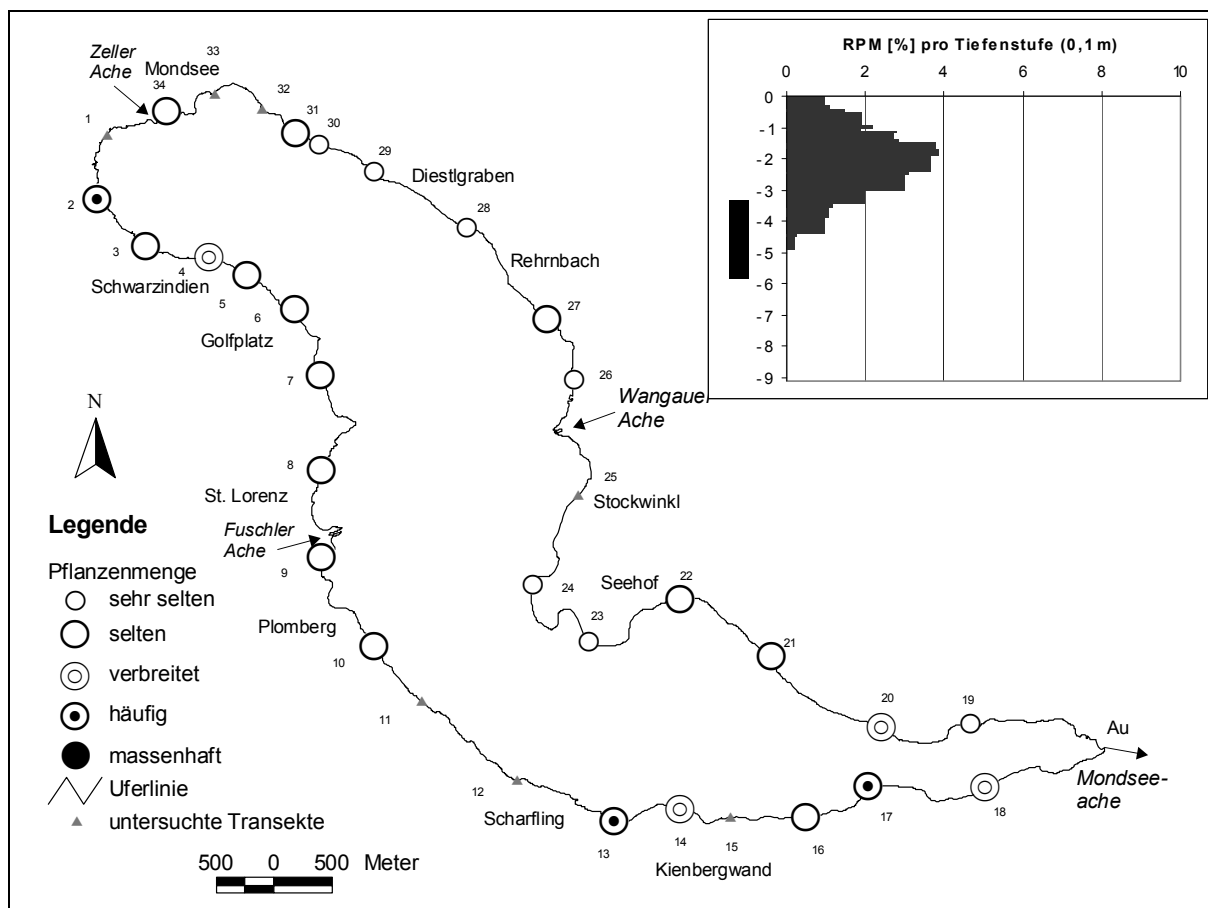 RPM [%] pro Tiefenstufe (0,1m)
0 2 4 6 8 10
0
-1
-2
-3
-4
-5
-6
-7
-8
-9
Zeller
Ache
33
Mondsee
34
32
31
30
1
29
Diestlgraben
2
28
3
4
Rehrnbach
Schwarzindien
5
6
27
Golfplatz
7
26
Wangauer
Ache
N
8
25
St. Lorenz
Stockwinkl
Legende
Fuschler
Ache
9
Pflanzenmenge
sehr selten
selten
verbreitet
häufig
massenhaft
Uferlinie
untersuchte Transekte
500 0 500 Meter
Seehof
22
24
23
Plomberg
10
21
11
20
19
Au
Mondsee-
ache
12
Scharfling
13
14
15
16
17
18
Kienbergwand